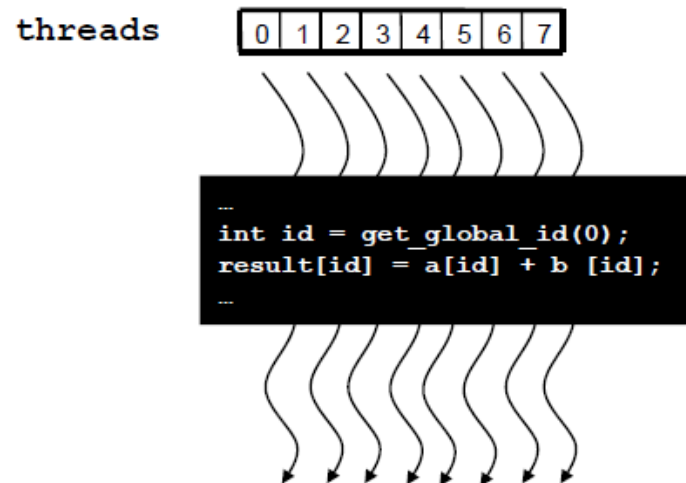 threads 0 1 2 3 4 5 6 7
…
int id = get_global_id(0);
result[id] = a[id] + b [id];
…